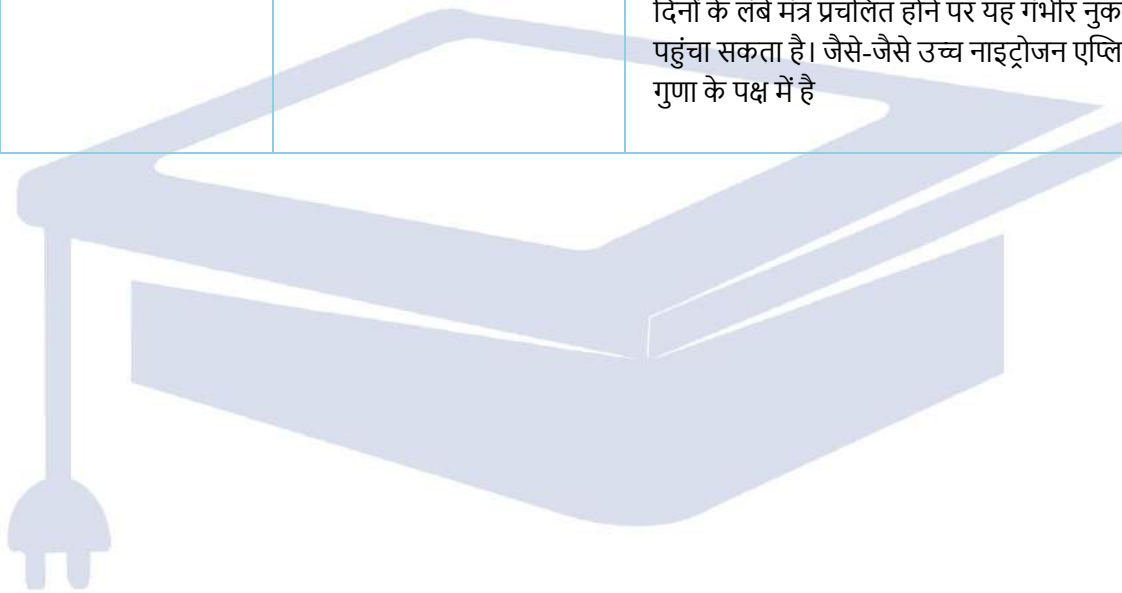 दिनों के लंबे मंत्र प्रचलित होने पर यह गंभीर नुक
पहुंचा सकता है। जैसे-जैसे उच्च नाइट्रोजन एप्लि
गुणा के पक्ष में है